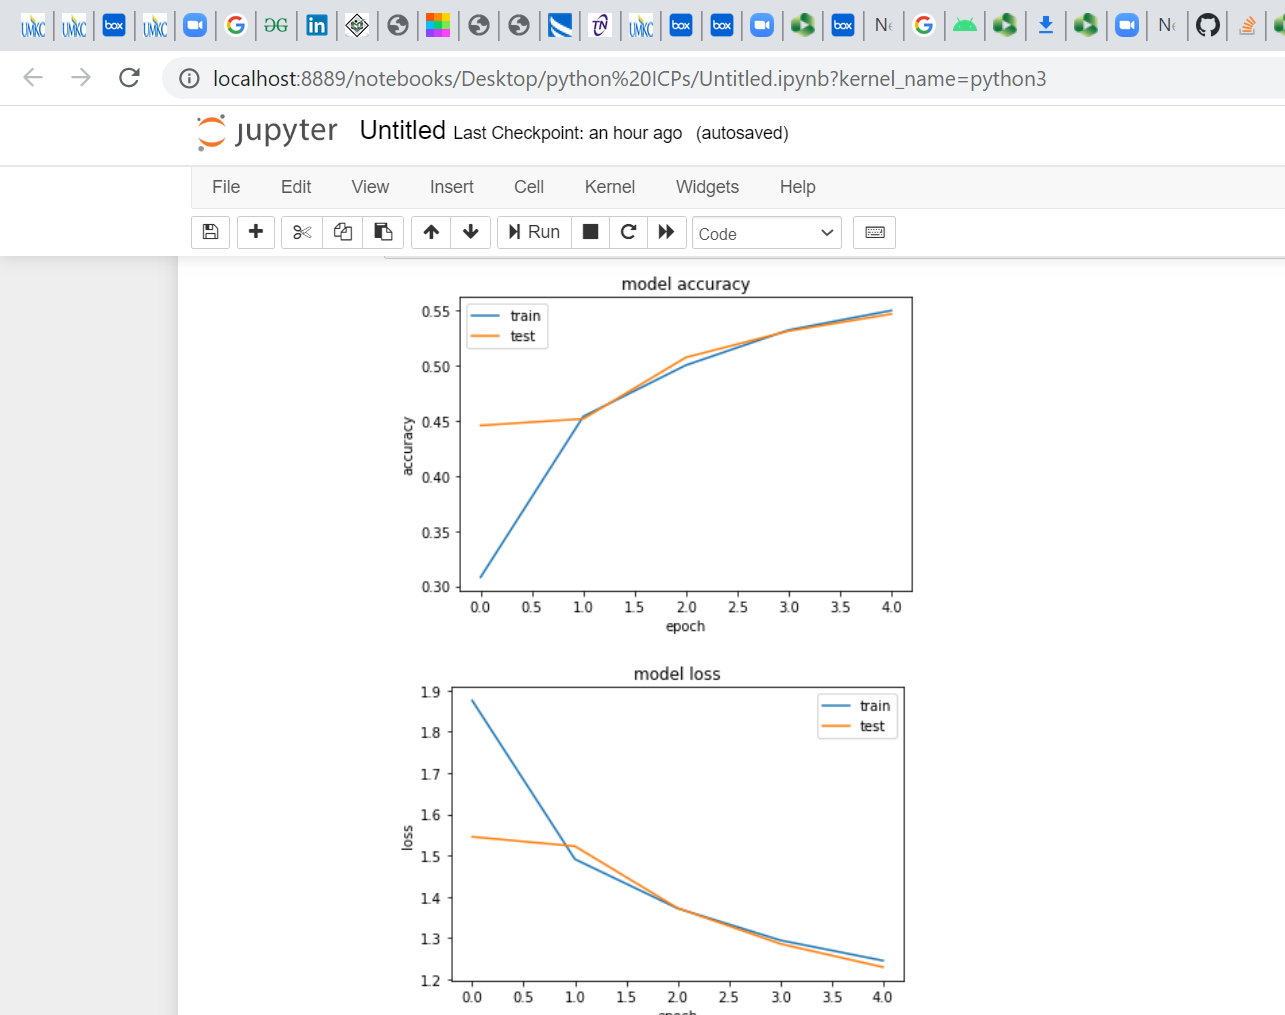 UMKC UMKC box UMKC G in UMKC box box box Ne G Ne
localhost:8889/notebooks/Desktop/python%20ICPs/Untitled.ipynb?kernel_name=python3
jupyter Untitled Last Checkpoint: an hour ago (autosaved)
File Edit View Insert Cell Kernel Widgets Help
Run Code
model accuracy
train
test
0.55
0.50
0.45
0.40
0.35
0.30
accuracy
0.0 0.5 1.0 1.5 2.0 2.5 3.0 3.5 4.0
epoch
model loss
train
test
1.9
1.8
1.7
1.6
1.5
1.4
1.3
1.2
loss
0.0 0.5 1.0 1.5 2.0 2.5 3.0 3.5 4.0
epoch